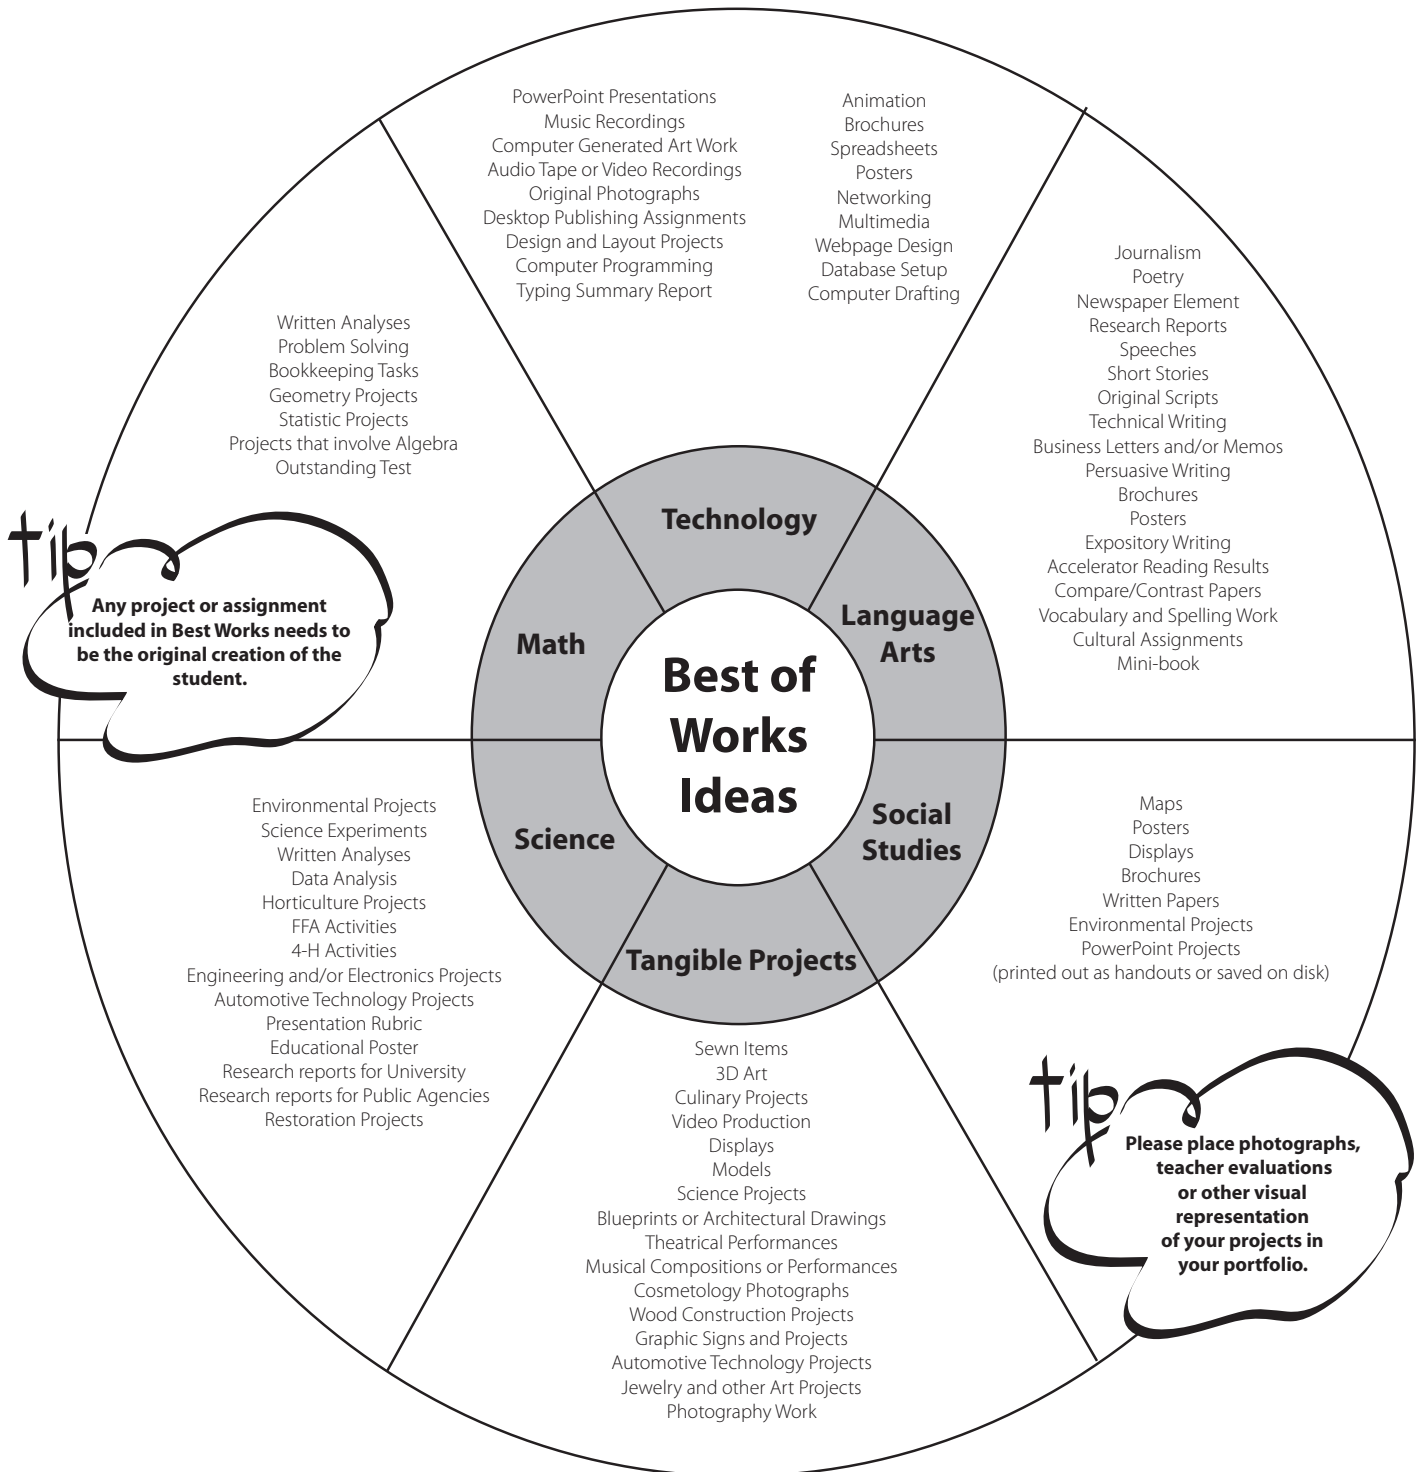 PowerPoint Presentations
Music Recordings
Computer Generated Art Work
Audio Tape or Video Recordings
Original Photographs
Desktop Publishing Assignments
Design and Layout Projects
Computer Programming
Typing Summary Report
Animation
Brochures
Spreadsheets
Posters
Networking
Multimedia
Webpage Design
Database Setup
Computer Drafting
Journalism
Poetry
Newspaper Element
Research Reports
Speeches
Short Stories
Original Scripts
Technical Writing
Business Letters and/or Memos
Persuasive Writing
Brochures
Posters
Expository Writing
Accelerator Reading Results
Compare/Contrast Papers
Vocabulary and Spelling Work
Cultural Assignments
Mini-book
Written Analyses
Problem Solving
Bookkeeping Tasks
Geometry Projects
Statistic Projects
Projects that involve Algebra
Outstanding Test
tip
Any project or assignment
included in Best Works needs to
be the original creation of the
student.
Technology
Math
Language
Arts
Best of
Works
Ideas
Science
Social
Studies
Tangible Projects
Environmental Projects
Science Experiments
Written Analyses
Data Analysis
Horticulture Projects
FFA Activities
4-H Activities
Engineering and/or Electronics Projects
Automotive Technology Projects
Presentation Rubric
Educational Poster
Research reports for University
Research reports for Public Agencies
Restoration Projects
Maps
Posters
Displays
Brochures
Written Papers
Environmental Projects
PowerPoint Projects
(printed out as handouts or saved on disk)
Sewn Items
3D Art
Culinary Projects
Video Production
Displays
Models
Science Projects
Blueprints or Architectural Drawings
Theatrical Performances
Musical Compositions or Performances
Cosmetology Photographs
Wood Construction Projects
Graphic Signs and Projects
Automotive Technology Projects
Jewelry and other Art Projects
Photography Work
tip
Please place photographs,
teacher evaluations
or other visual
representation
of your projects in
your portfolio.